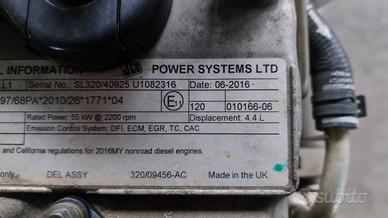 L INFORMATION JCB POWER SYSTEMS LTD
L1 Serial No.: SL320/40925 U1082316 Date: 06-2016
97/68PA*2010/26*1771*04 E11 120 010166-06
Rated Power: 55 kW @ 2200 rpm Displacement: 4.4 L
Emission Control System: DFI, ECM, EGR, TC, CAC
regulations for 2016MY nonroad diesel engines.
only DEL ASSY 320/09456-AC Made in the UK
subito